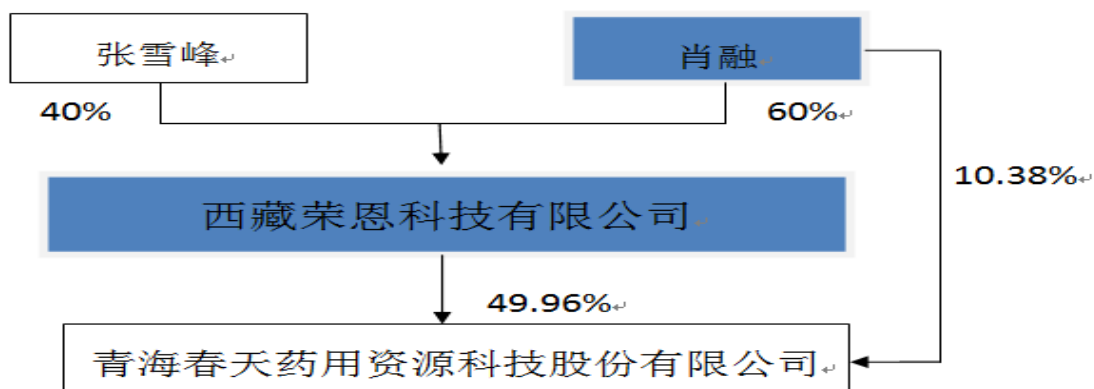 张雪峰
肖融
40%
60%
10.38%
西藏荣恩科技有限公司
49.96%
青海春天药用资源科技股份有限公司